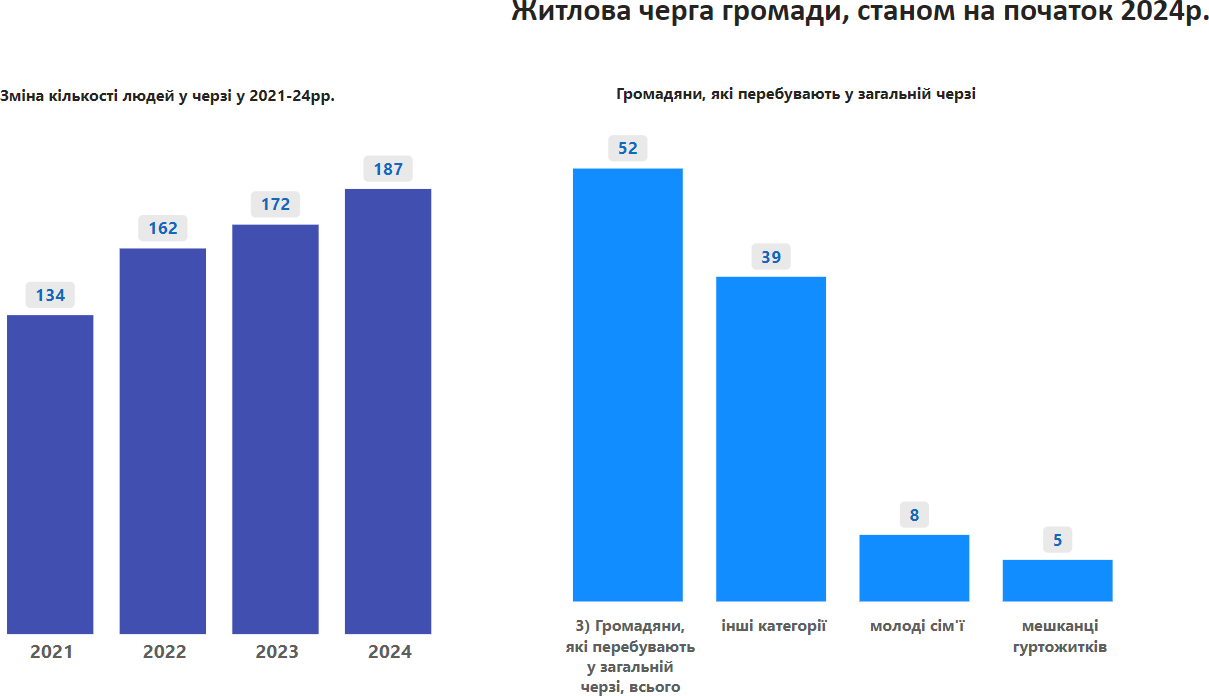 Житлова черга громади, станом на початок 2024р.
Зміна кількості людей у черзі у 2021-24рр.
134
162
172
187
2021
2022
2023
2024
Громадяни, які перебувають у загальній черзі
52
39
8
5
3) Громадяни,
які перебувають
у загальній
черзі, всього
інші категорії
молоді сім'ї
мешканці
гуртожитків